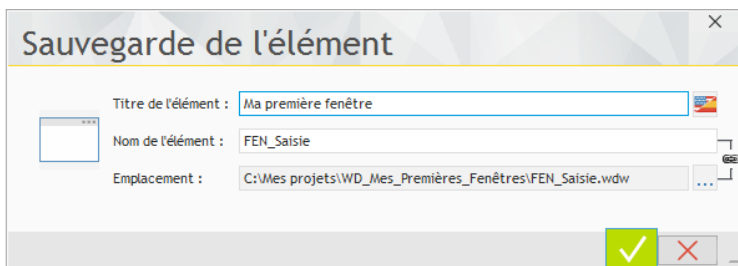 Sauvegarde de l'élément
Titre de l'élément : Ma première fenêtre
Nom de l'élément : FEN_Saisie
Emplacement : C:\Mes projets\WD_Mes_Premières_Fenêtres\FEN_Saisie.wdw ...